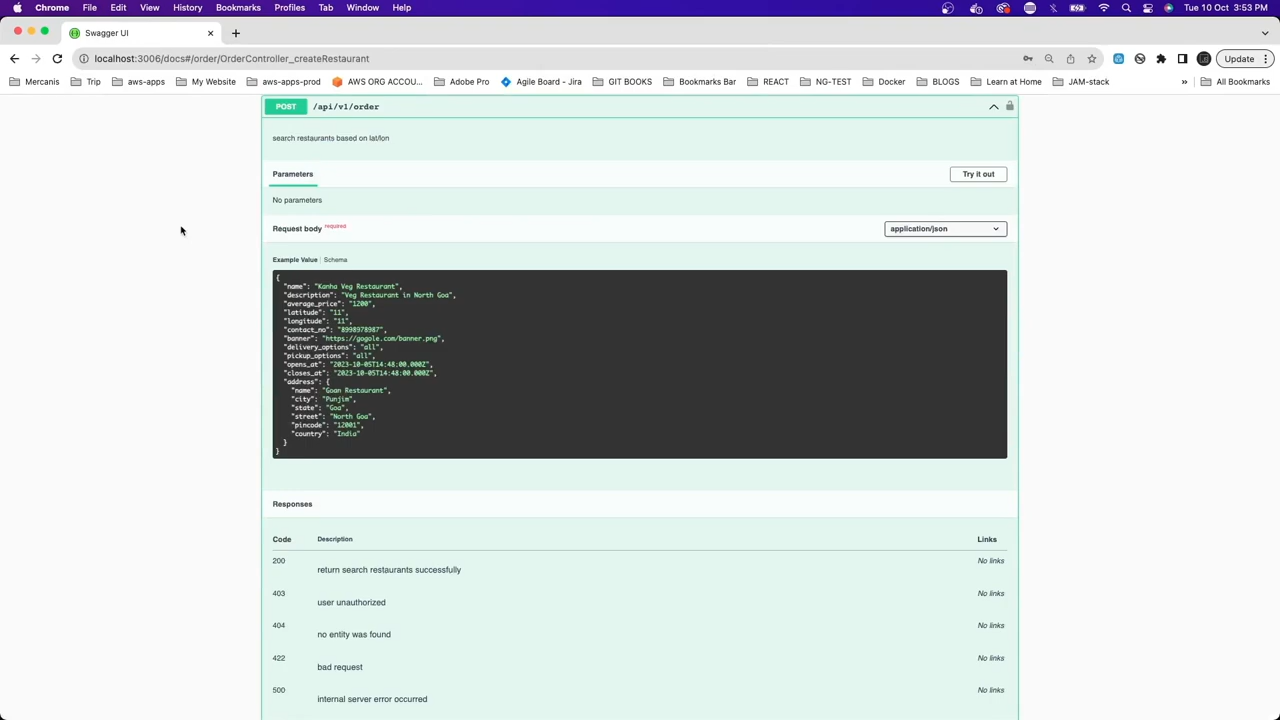 Chrome File Edit View History Bookmarks Profiles Tab Window Help Tue 10 Oct 3:53 PM
Swagger UI
localhost:3006/docs#/order/OrderController_createRestaurant Update
Mercanis Trip aws-apps My Website aws-apps-prod AWS ORG ACCOU... Adobe Pro Agile Board - Jira GIT BOOKS Bookmarks Bar REACT NG-TEST Docker BLOGS Learn at Home JAM-stack » All Bookmarks
POST /api/v1/order
search restaurants based on lat/lon
Parameters Try it out
No parameters
Request body required application/json
Example Value | Schema
{
"name": "Kanha Veg Restaurant",
"description": "Veg Restaurant in North Goa",
"average_price": "1200",
"latitude": "11",
"longitude": "11",
"contact_no": "8998978987",
"banner": "https://gogole.com/banner.png",
"delivery_options": "all",
"pickup_options": "all",
"opens_at": "2023-10-05T14:48:00.000Z",
"closes_at": "2023-10-05T14:48:00.000Z",
"address": {
"name": "Goan Restaurant",
"city": "Punjim",
"state": "Goa",
"street": "North Goa",
"pincode": "12001",
"country": "India"
}
}
Responses
Code Description Links
200 No links
return search restaurants successfully
403 No links
user unauthorized
404 No links
no entity was found
422 No links
bad request
500 No links
internal server error occurred